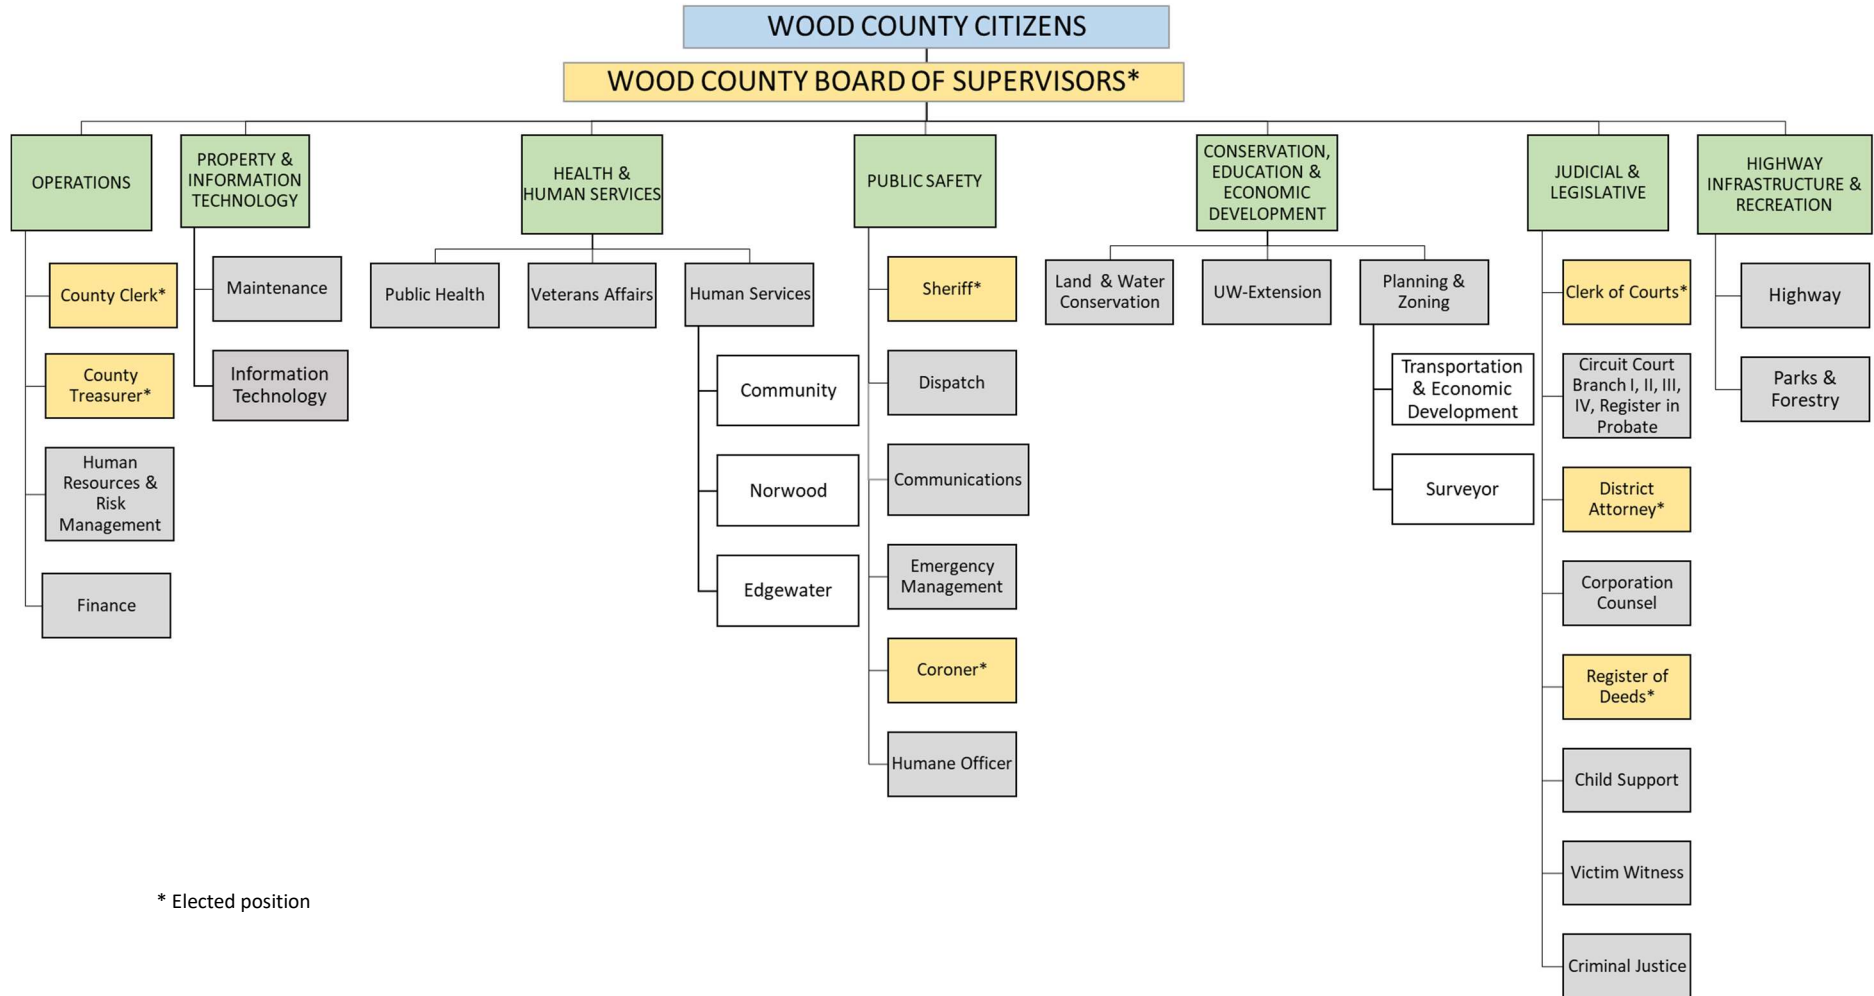 WOOD COUNTY CITIZENS
WOOD COUNTY BOARD OF SUPERVISORS*
OPERATIONS
County Clerk*
County
Treasurer*
Human
Resources &
Risk
Management
Finance
PROPERTY &
INFORMATION
TECHNOLOGY
Maintenance
Information
Technology
HEALTH &
HUMAN SERVICES
Public Health
Veterans Affairs
Human Services
Community
Norwood
Edgewater
PUBLIC SAFETY
Sheriff*
Dispatch
Communications
Emergency
Management
Coroner*
Humane Officer
CONSERVATION,
EDUCATION &
ECONOMIC
DEVELOPMENT
Land & Water
Conservation
UW-Extension
Planning &
Zoning
Transportation
& Economic
Development
Surveyor
JUDICIAL &
LEGISLATIVE
Clerk of Courts*
Circuit Court
Branch I, II, III,
IV, Register in
Probate
District
Attorney*
Corporation
Counsel
Register of
Deeds*
Child Support
Victim Witness
Criminal Justice
HIGHWAY
INFRASTRUCTURE &
RECREATION
Highway
Parks &
Forestry
* Elected position